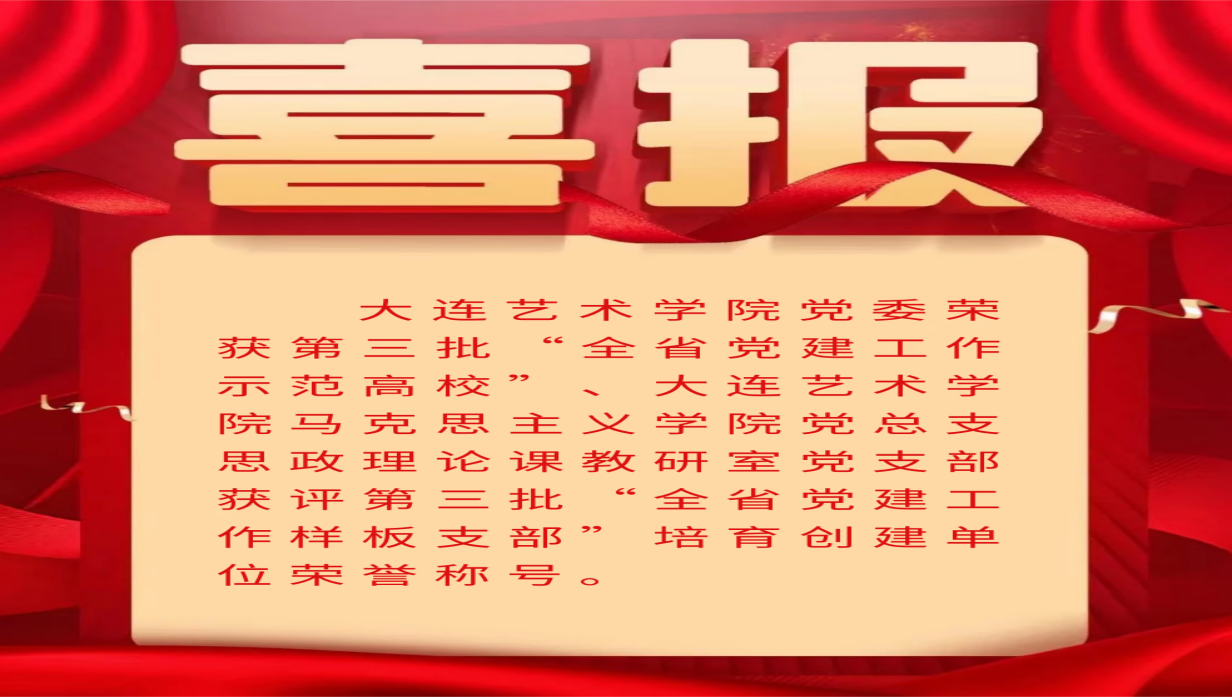 喜报
大连艺术学院党委荣
获第三批“全省党建工作
示范高校”、大连艺术学
院马克思主义学院党总支
思政理论课教研室党支部
获评第三批“全省党建工
作样板支部”培育创建单
位荣誉称号。